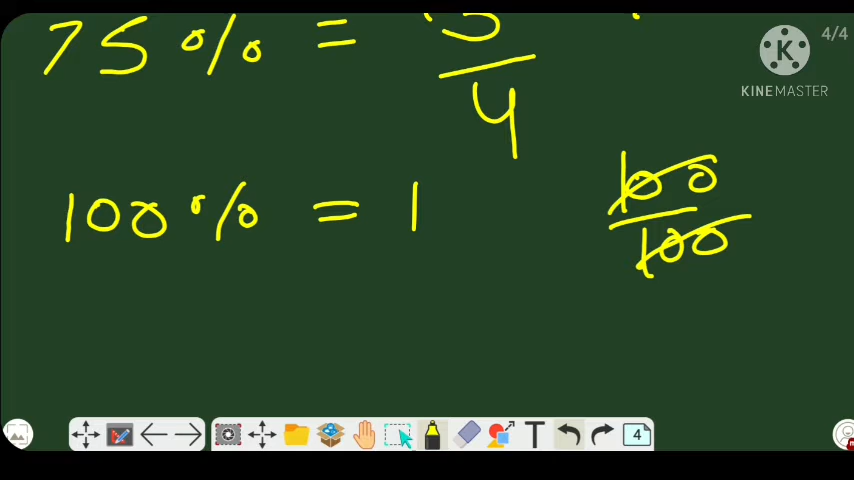 4/4
KINEMASTER
75% = 3/4
100% = 1 100/100
T 4